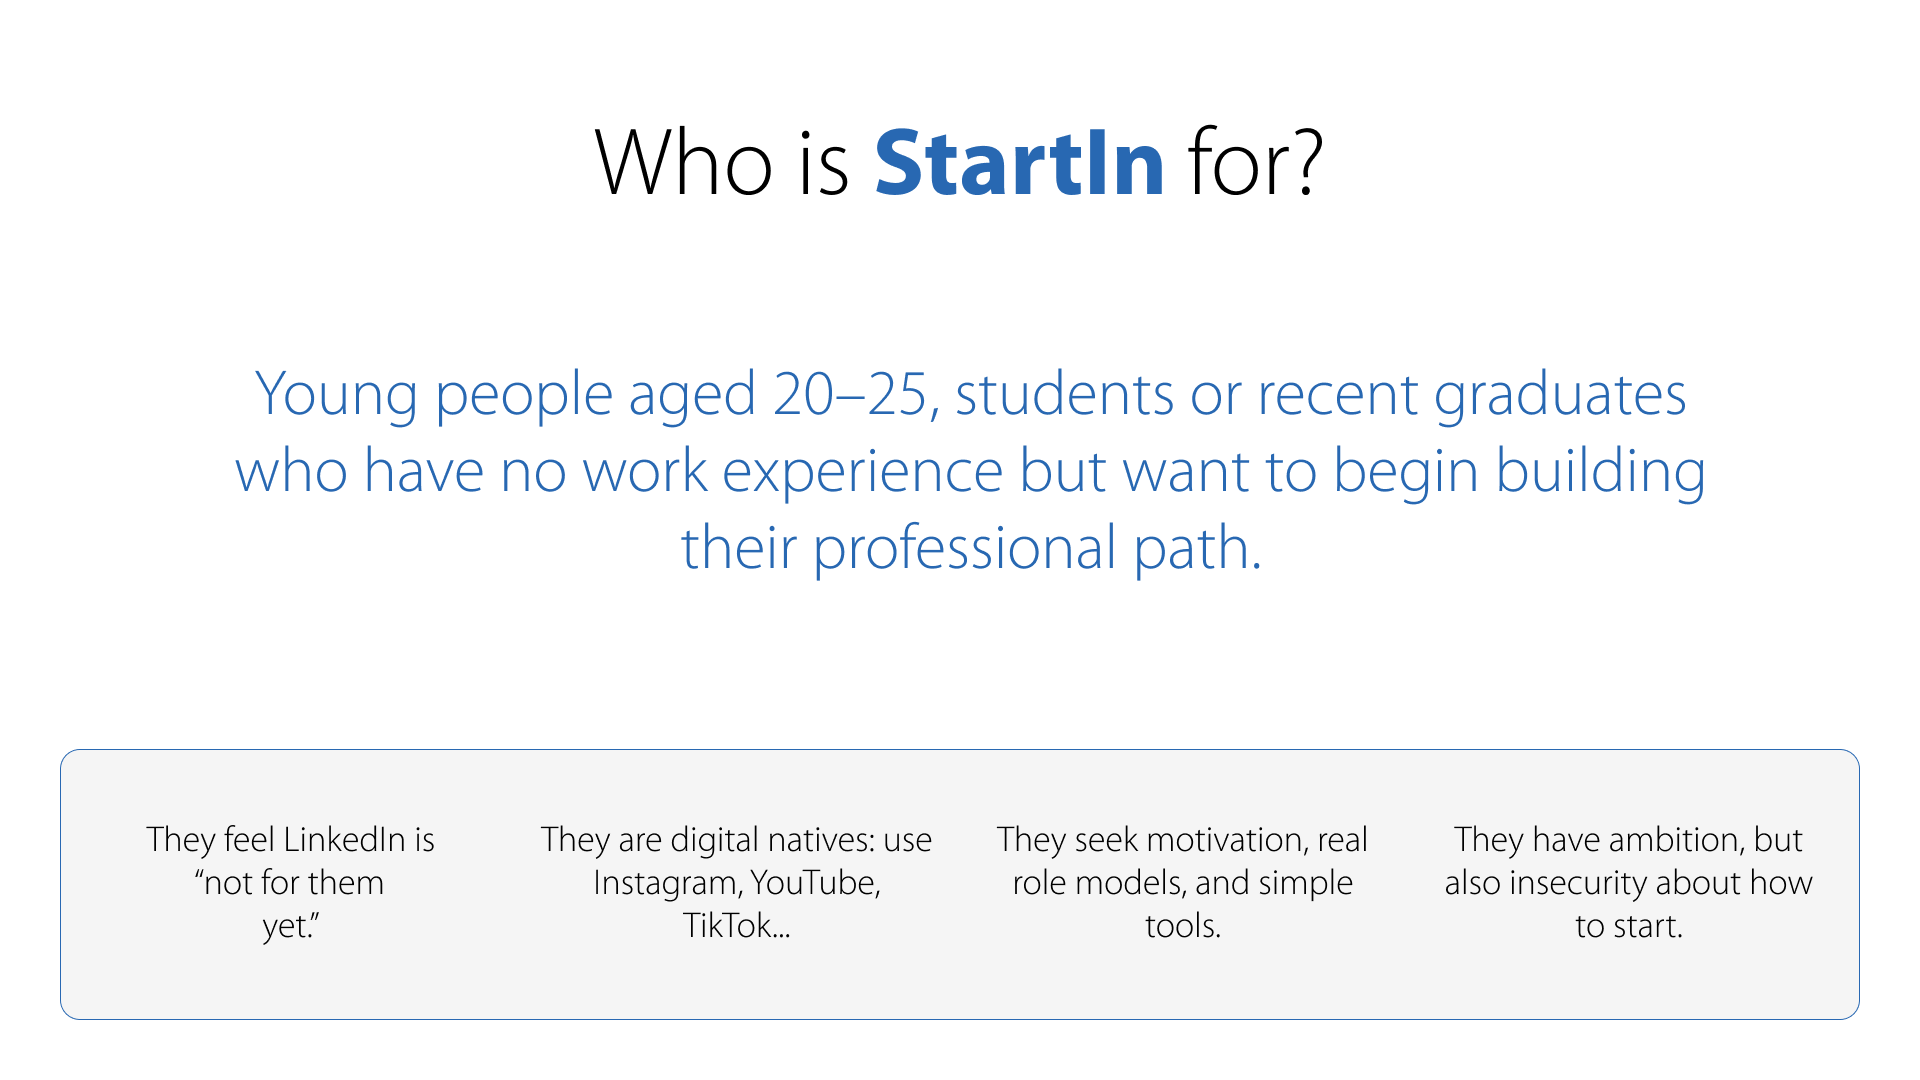 Who is StartIn for?
Young people aged 20–25, students or recent graduates
who have no work experience but want to begin building
their professional path.
They feel LinkedIn is
“not for them
yet.”
They are digital natives: use
Instagram, YouTube,
TikTok...
They seek motivation, real
role models, and simple
tools.
They have ambition, but
also insecurity about how
to start.